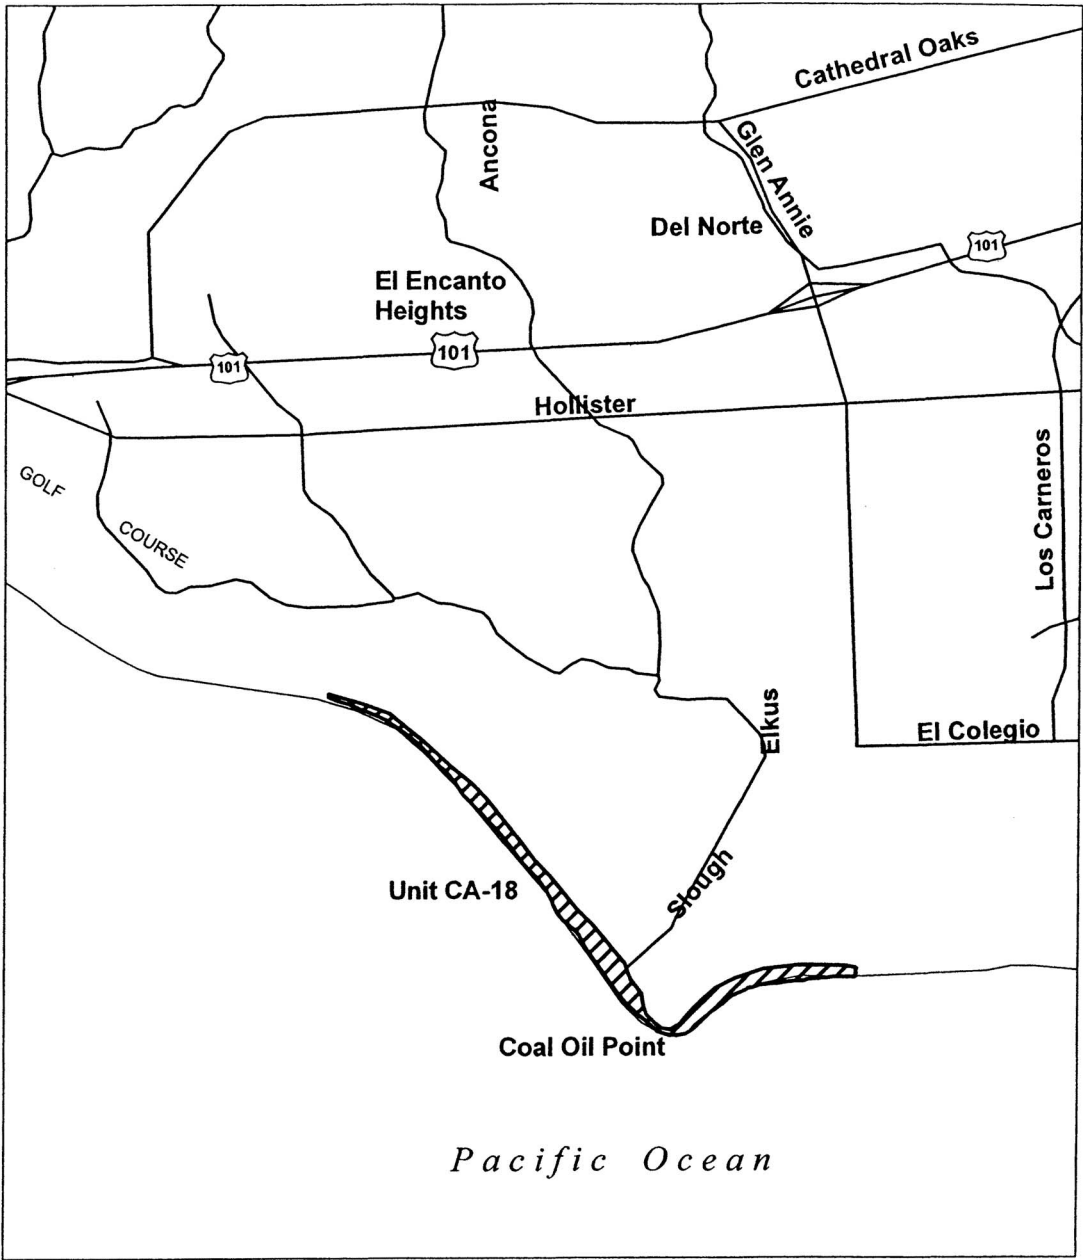 Cathedral Oaks
Ancona
Glen Annie
Del Norte
101
El Encanto
Heights
101
101
Hollister
GOLF
COURSE
Los Carneros
Elkus
El Colegio
Slough
Unit CA-18
Coal Oil Point
Pacific Ocean